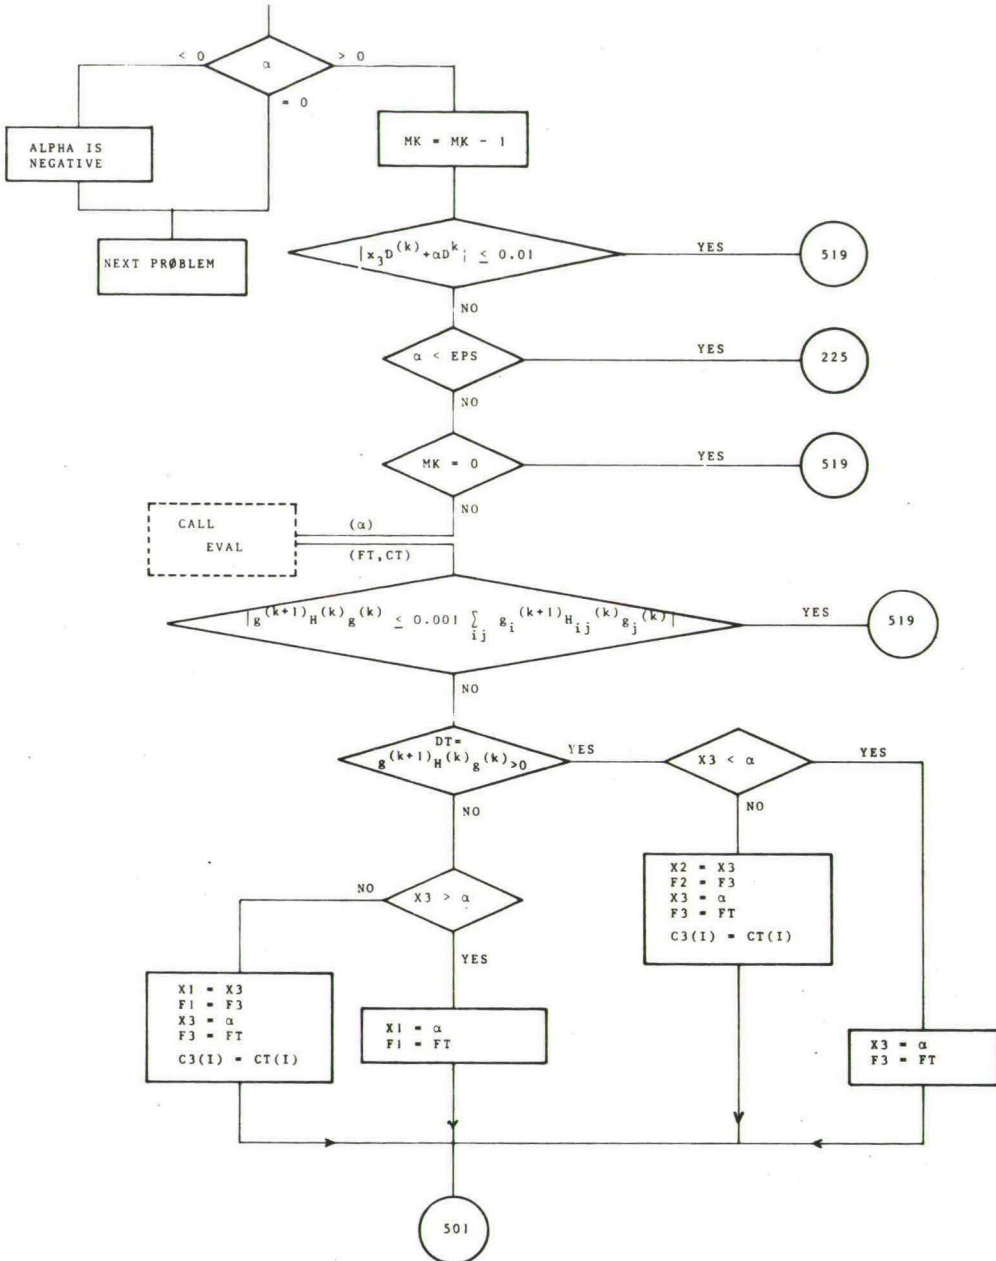 < 0
α
> 0
= 0
ALPHA IS
NEGATIVE
MK = MK - 1
NEXT PRØBLEM
|x₃D⁽ᵏ⁾+αDᵏ| ≤ 0.01
YES
519
NO
α < EPS
YES
225
NO
MK = 0
YES
519
NO
CALL
EVAL
(α)
(FT,CT)
|g⁽ᵏ⁺¹⁾H⁽ᵏ⁾g⁽ᵏ⁾ ≤ 0.001 ∑ij gi⁽ᵏ⁺¹⁾Hij⁽ᵏ⁾gj⁽ᵏ⁾|
YES
519
NO
DT=
g⁽ᵏ⁺¹⁾H⁽ᵏ⁾g⁽ᵏ⁾>0
YES
X3 < α
YES
NO
NO
X2 = X3
F2 = F3
X3 = α
F3 = FT
C3(I) = CT(I)
NO
X3 > α
YES
X1 = X3
F1 = F3
X3 = α
F3 = FT
C3(I) = CT(I)
X1 = α
F1 = FT
X3 = α
F3 = FT
501